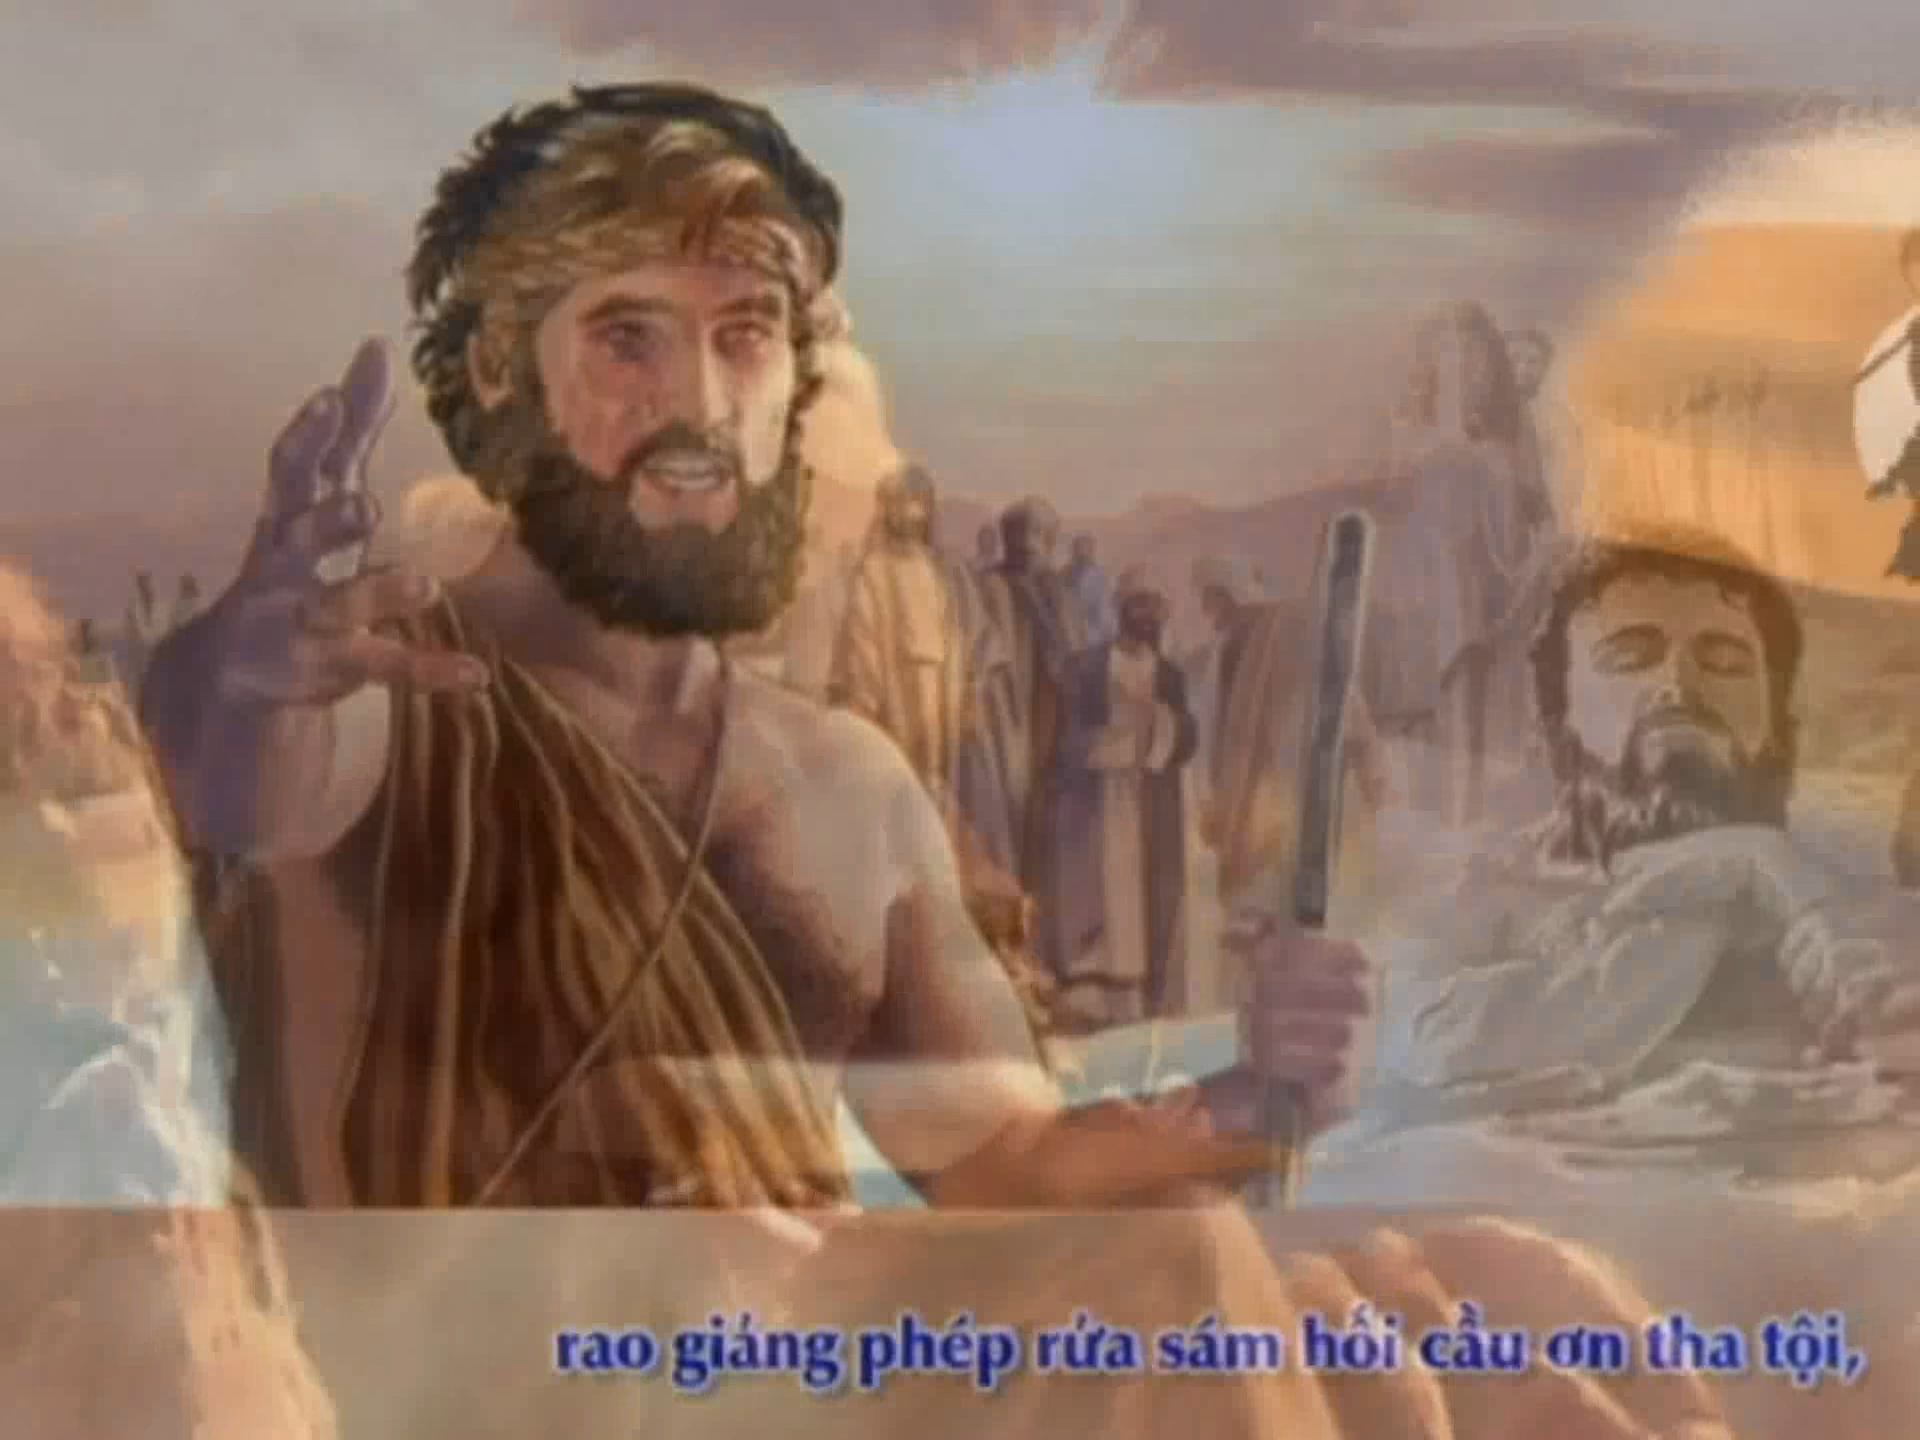 rao giảng phép rửa sám hối cầu ơn tha tội,